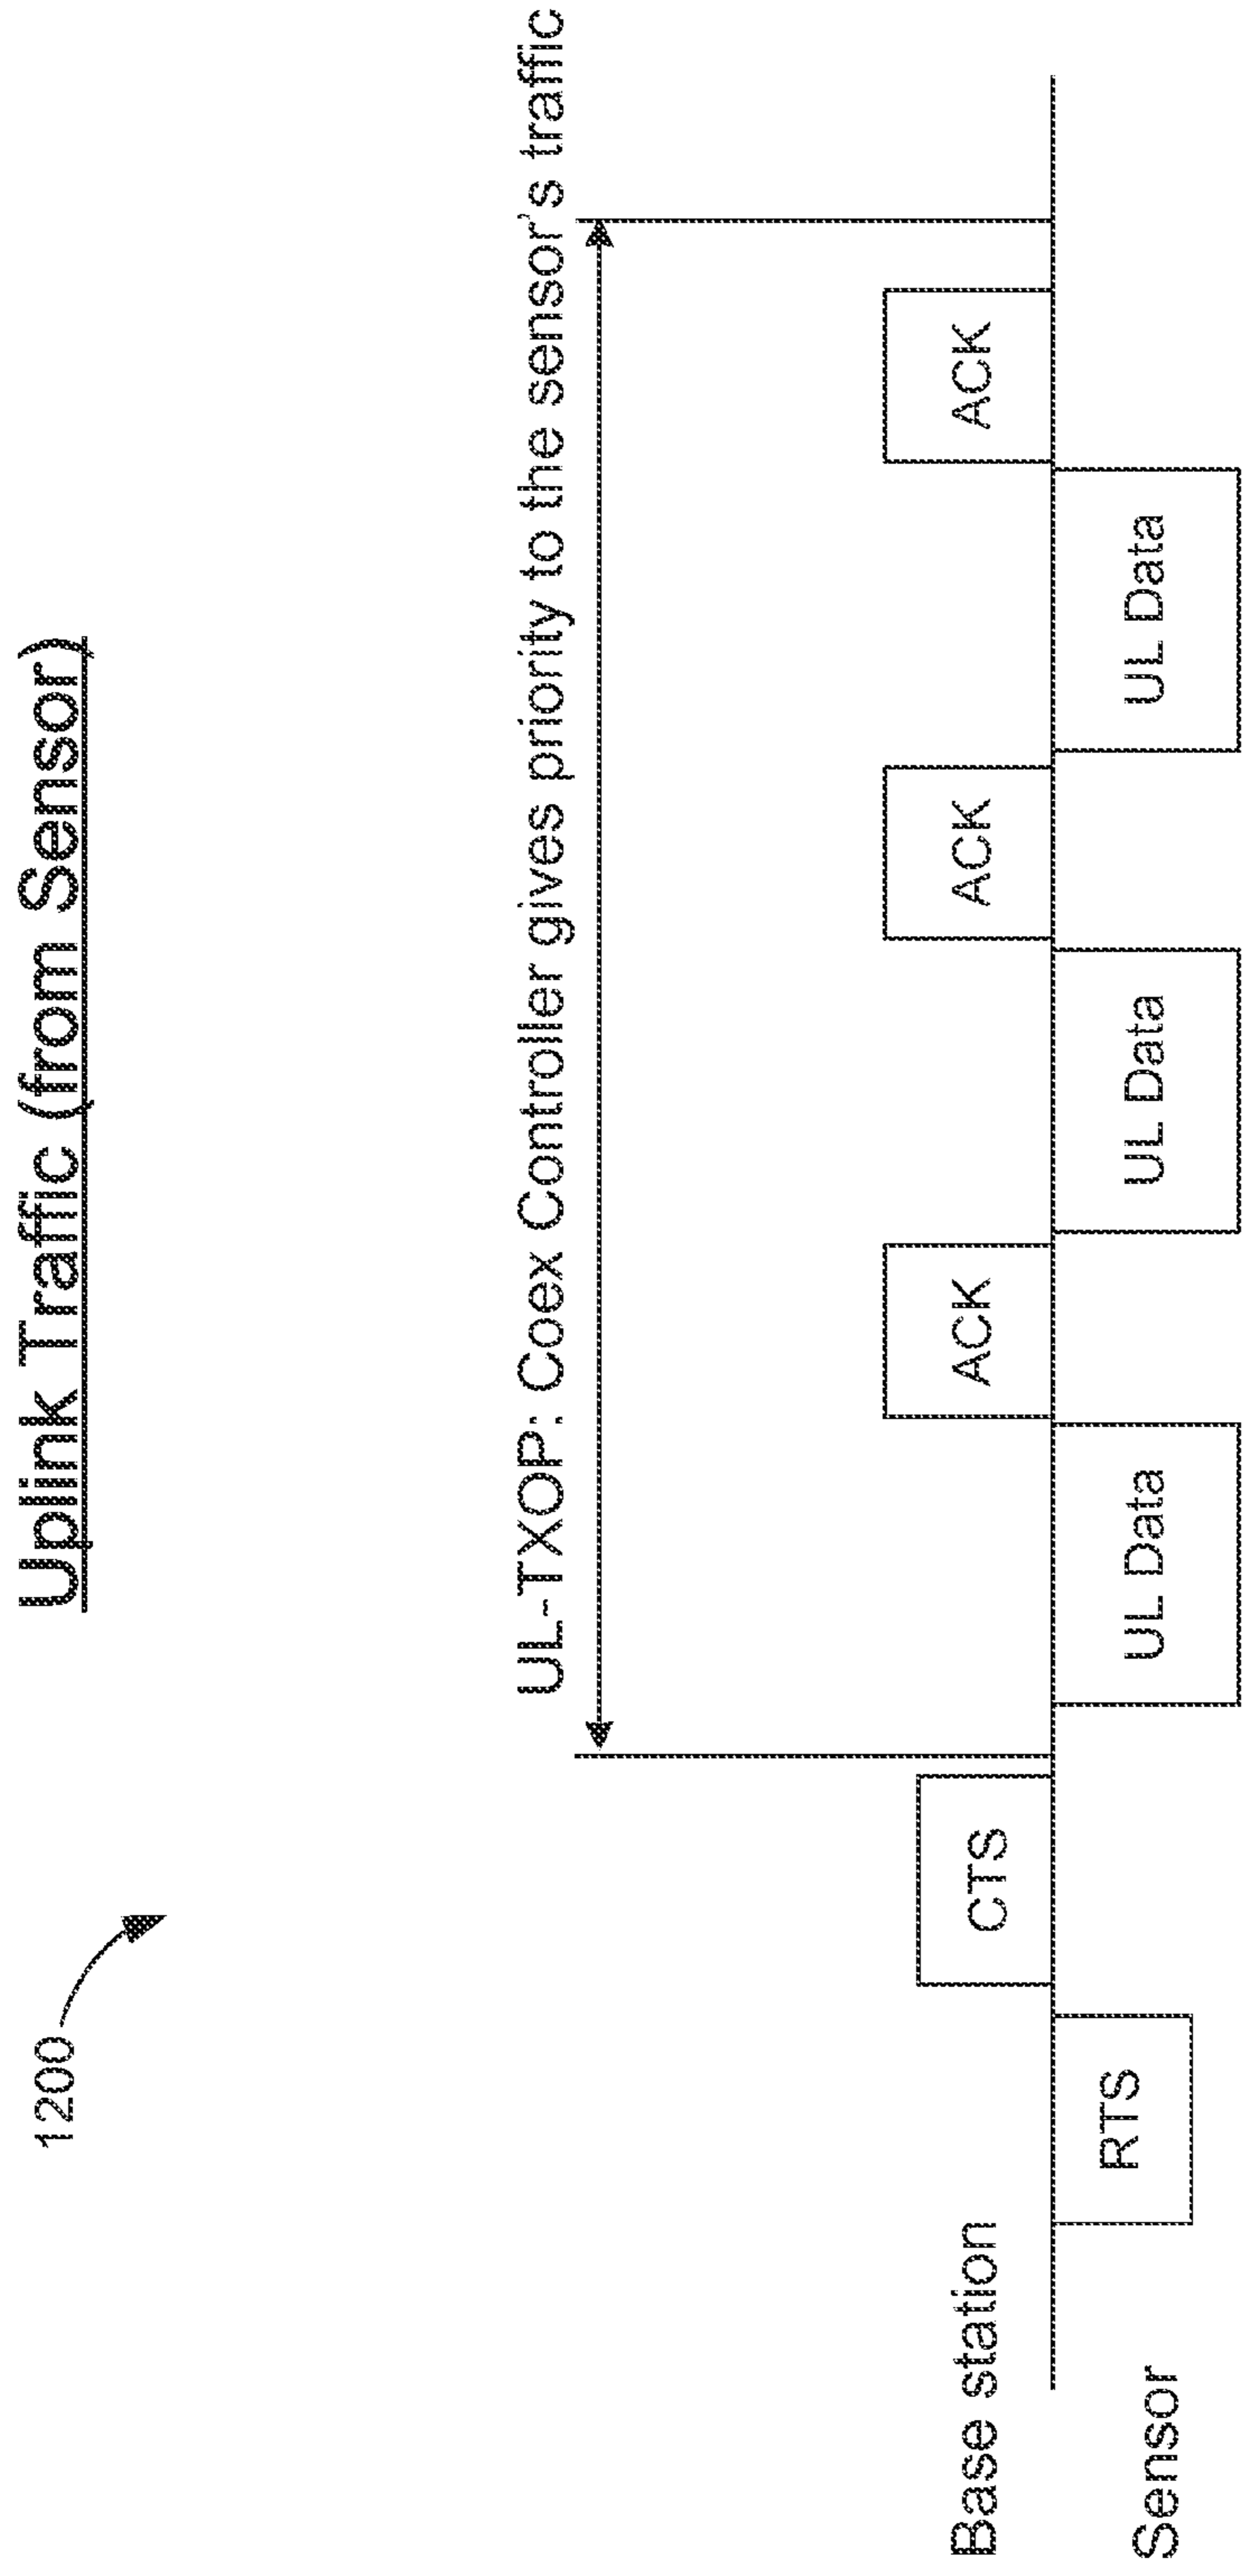 Uplink Traffic (from Sensor)
1200
UL-TXOP: Coex Controller gives priority to the sensor's traffic
Base station
CTS
ACK
ACK
ACK
Sensor
RTS
UL Data
UL Data
UL Data